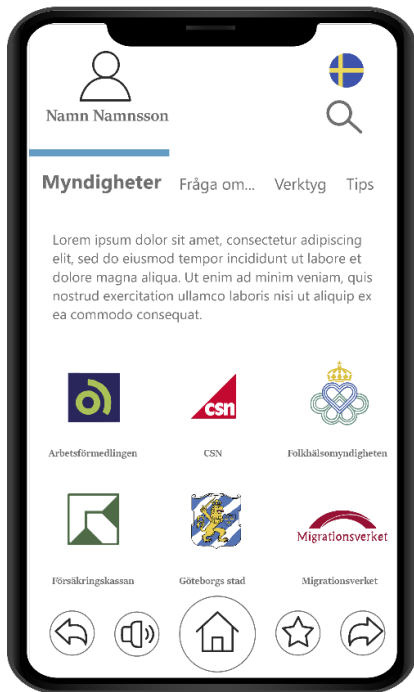 Namn Namnsson
Myndigheter Fråga om... Verktyg Tips
Lorem ipsum dolor sit amet, consectetur adipiscing
elit, sed do eiusmod tempor incididunt ut labore et
dolore magna aliqua. Ut enim ad minim veniam, quis
nostrud exercitation ullamco laboris nisi ut aliquip ex
ea commodo consequat.
csn
Arbetsförmedlingen CSN Folkhälsomyndigheten
Migrationsverket
Försäkringskassan Göteborgs stad Migrationsverket